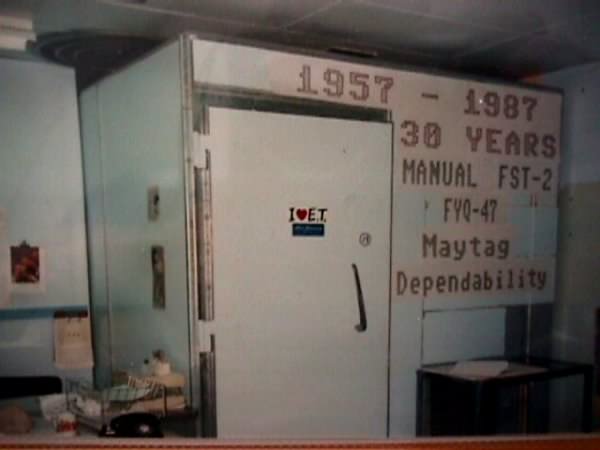 1957 - 1987
30 YEARS
MANUAL FST-2
FYQ-47
Maytag
Dependability
I♥E.T.